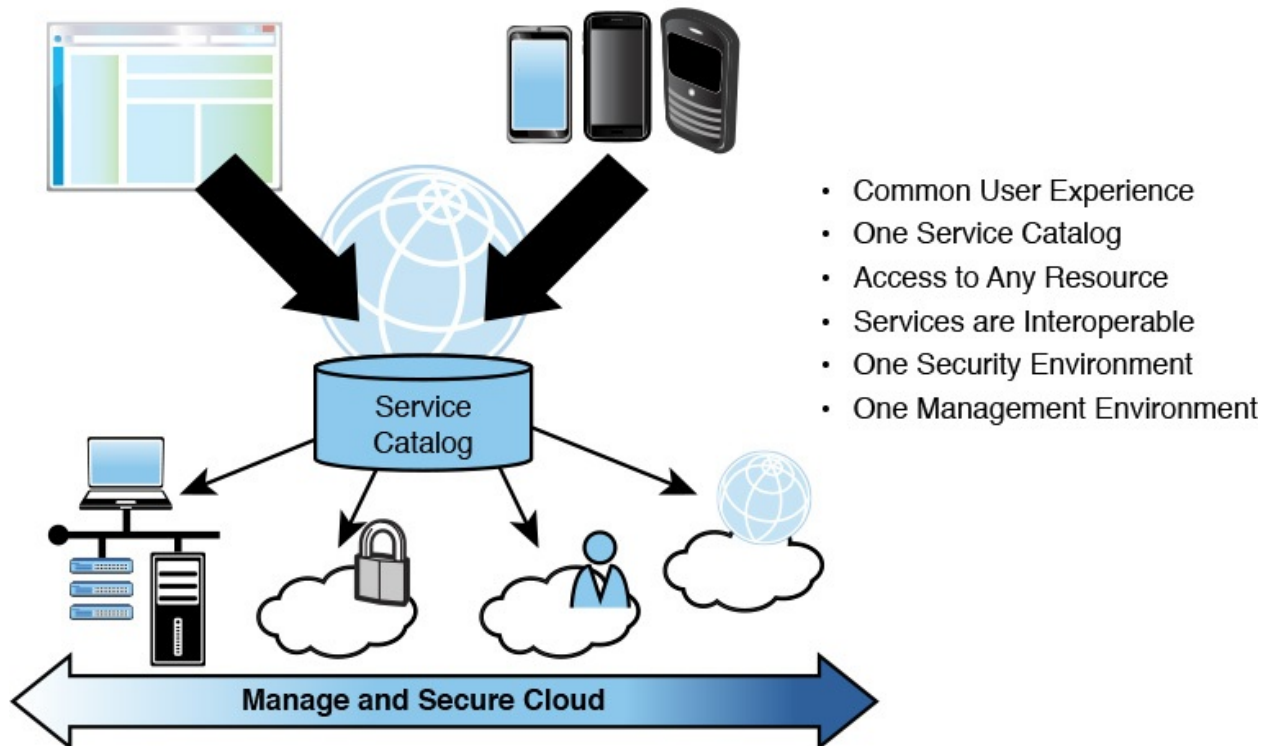 • Common User Experience
• One Service Catalog
• Access to Any Resource
• Services are Interoperable
• One Security Environment
• One Management Environment
Service
Catalog
Manage and Secure Cloud